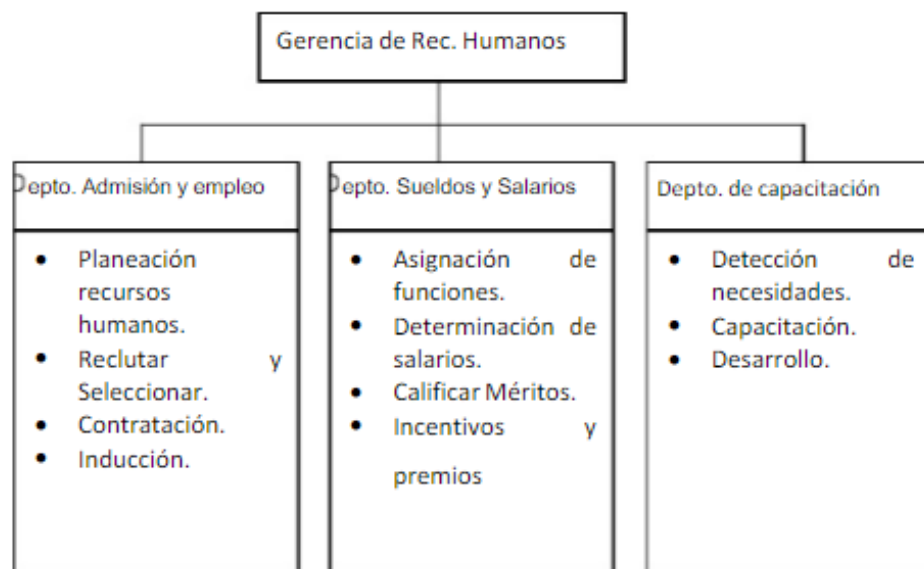 Gerencia de Rec. Humanos
Depto. Admisión y empleo
• Planeación
recursos
humanos.
• Reclutar y
Seleccionar.
• Contratación.
• Inducción.
Depto. Sueldos y Salarios
• Asignación de
funciones.
• Determinación de
salarios.
• Calificar Méritos.
• Incentivos y
premios
Depto. de capacitación
• Detección de
necesidades.
• Capacitación.
• Desarrollo.